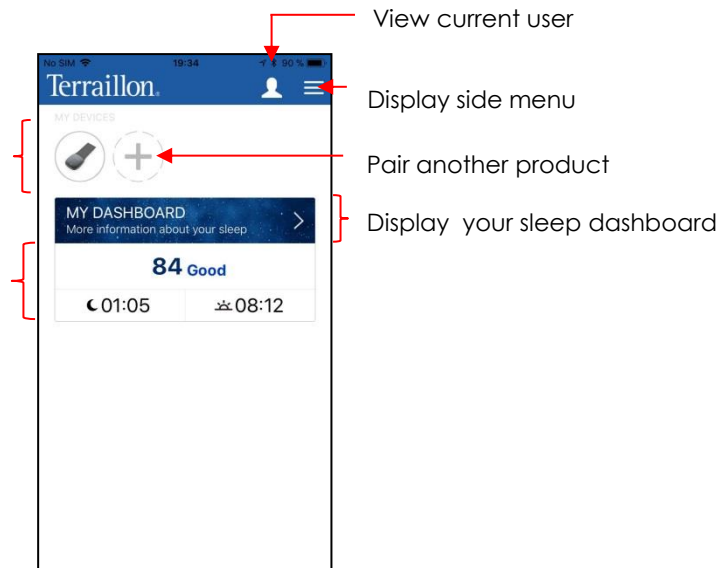 View current user
No SIM 19:34 90 %
Terraillon.
Display side menu
MY DEVICES
Pair another product
MY DASHBOARD
More information about your sleep
Display your sleep dashboard
84 Good
01:05 08:12